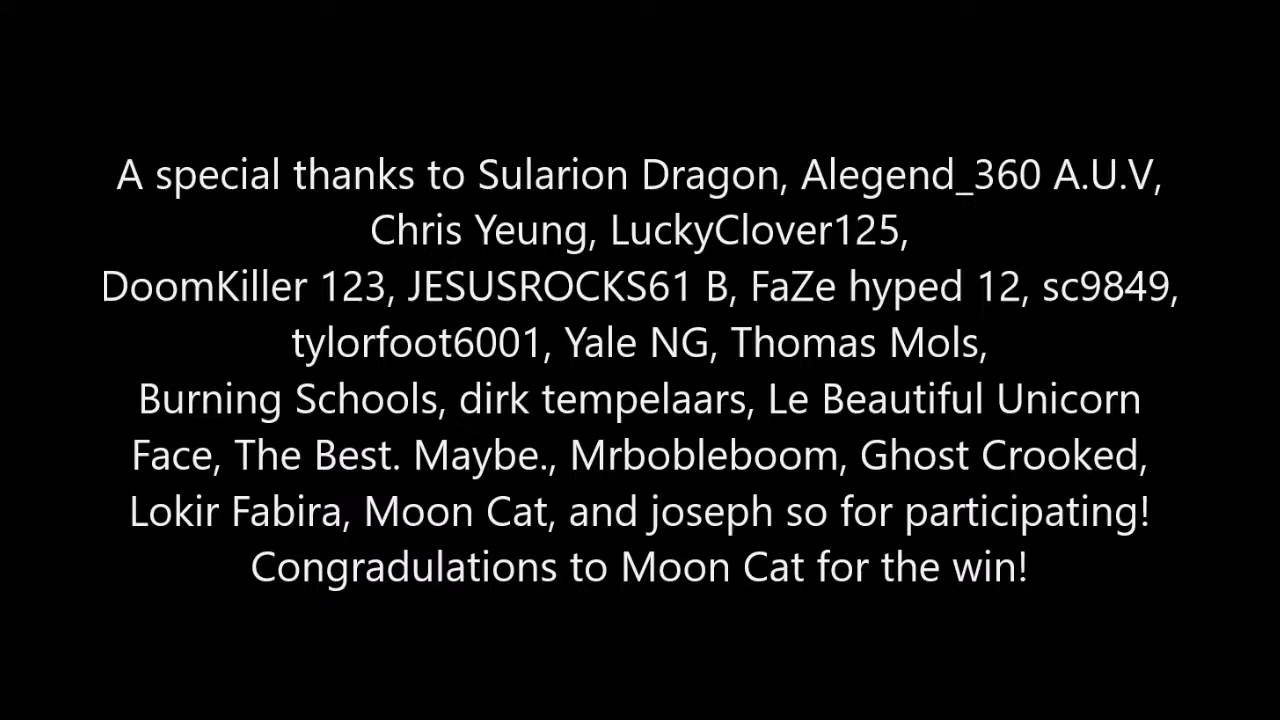 A special thanks to Sularion Dragon, Alegend_360 A.U.V,
Chris Yeung, LuckyClover125,
DoomKiller 123, JESUSROCKS61 B, FaZe hyped 12, sc9849,
tylorfoot6001, Yale NG, Thomas Mols,
Burning Schools, dirk tempelaars, Le Beautiful Unicorn
Face, The Best. Maybe., Mrbobleboom, Ghost Crooked,
Lokir Fabira, Moon Cat, and joseph so for participating!
Congradulations to Moon Cat for the win!